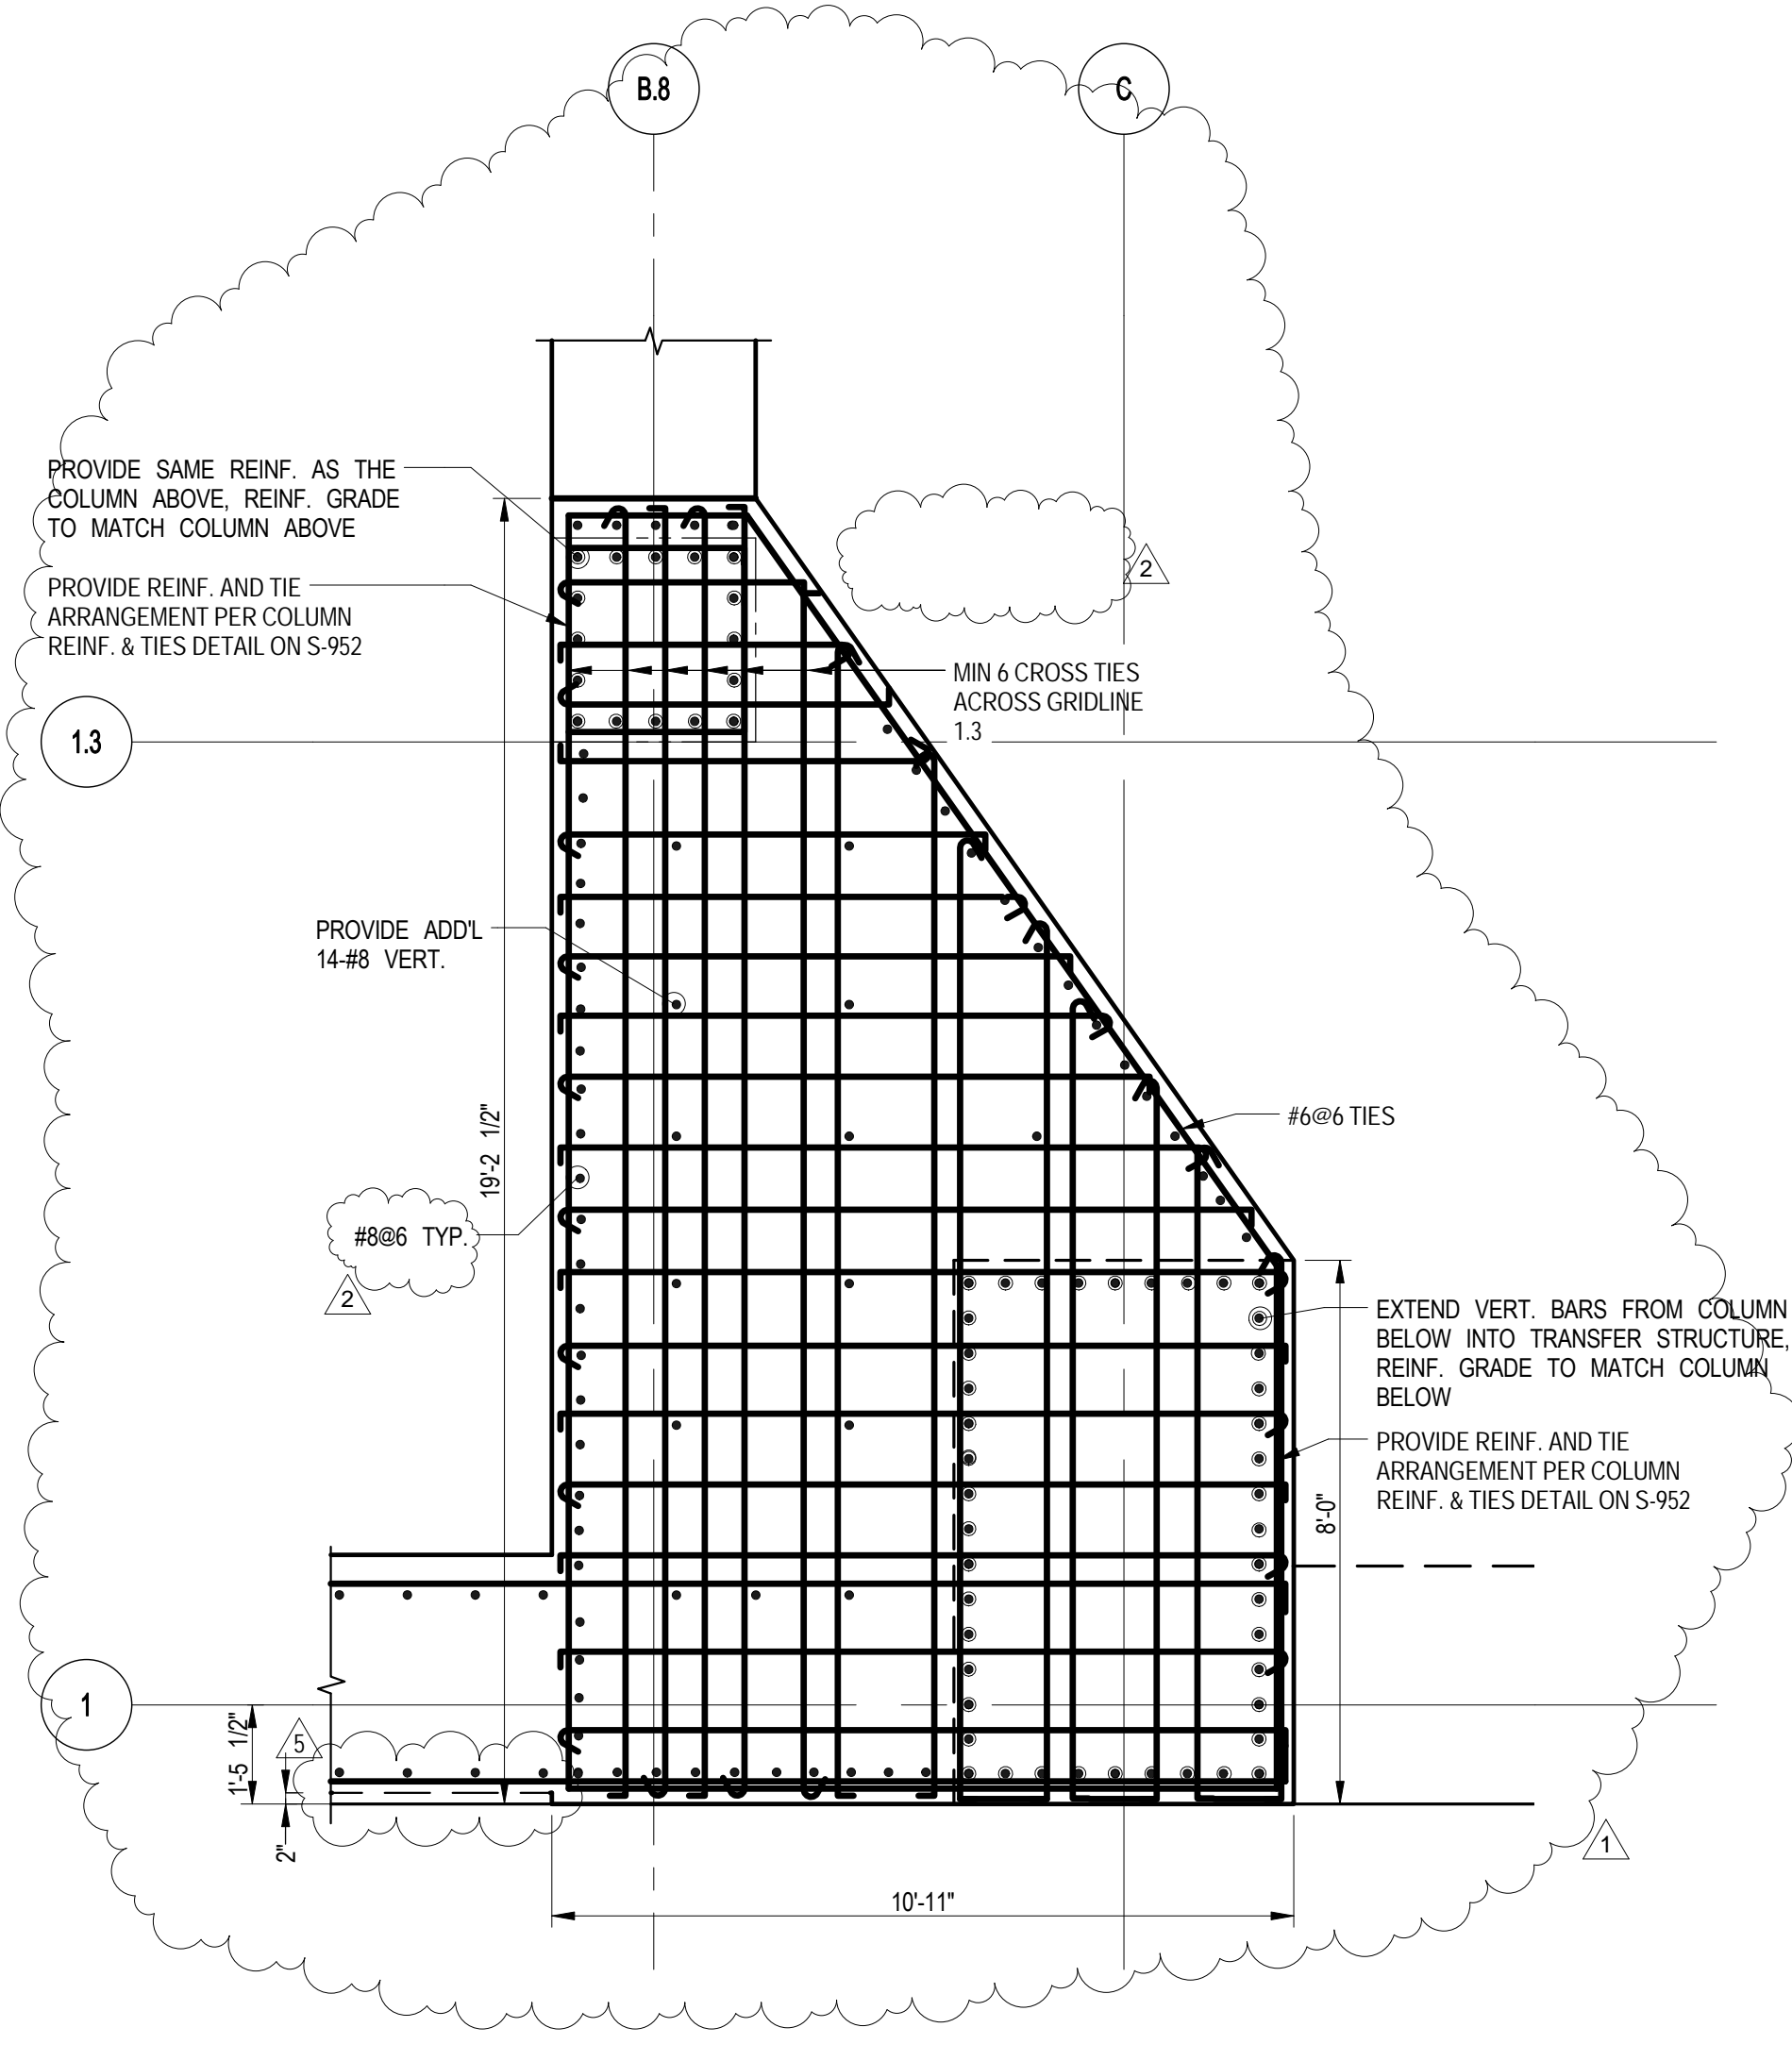 B.8
C
PROVIDE SAME REINF. AS THE
COLUMN ABOVE, REINF. GRADE
TO MATCH COLUMN ABOVE
2
PROVIDE REINF. AND TIE
ARRANGEMENT PER COLUMN
REINF. & TIES DETAIL ON S-952
MIN 6 CROSS TIES
ACROSS GRIDLINE
1.3
1.3
PROVIDE ADD'L
14-#8 VERT.
19'-2 1/2"
#6@6 TIES
#8@6 TYP.
2
EXTEND VERT. BARS FROM COLUMN
BELOW INTO TRANSFER STRUCTURE,
REINF. GRADE TO MATCH COLUMN
BELOW
PROVIDE REINF. AND TIE
ARRANGEMENT PER COLUMN
REINF. & TIES DETAIL ON S-952
8'-0"
1
1'-5 1/2"
5
2"
1
10'-11"